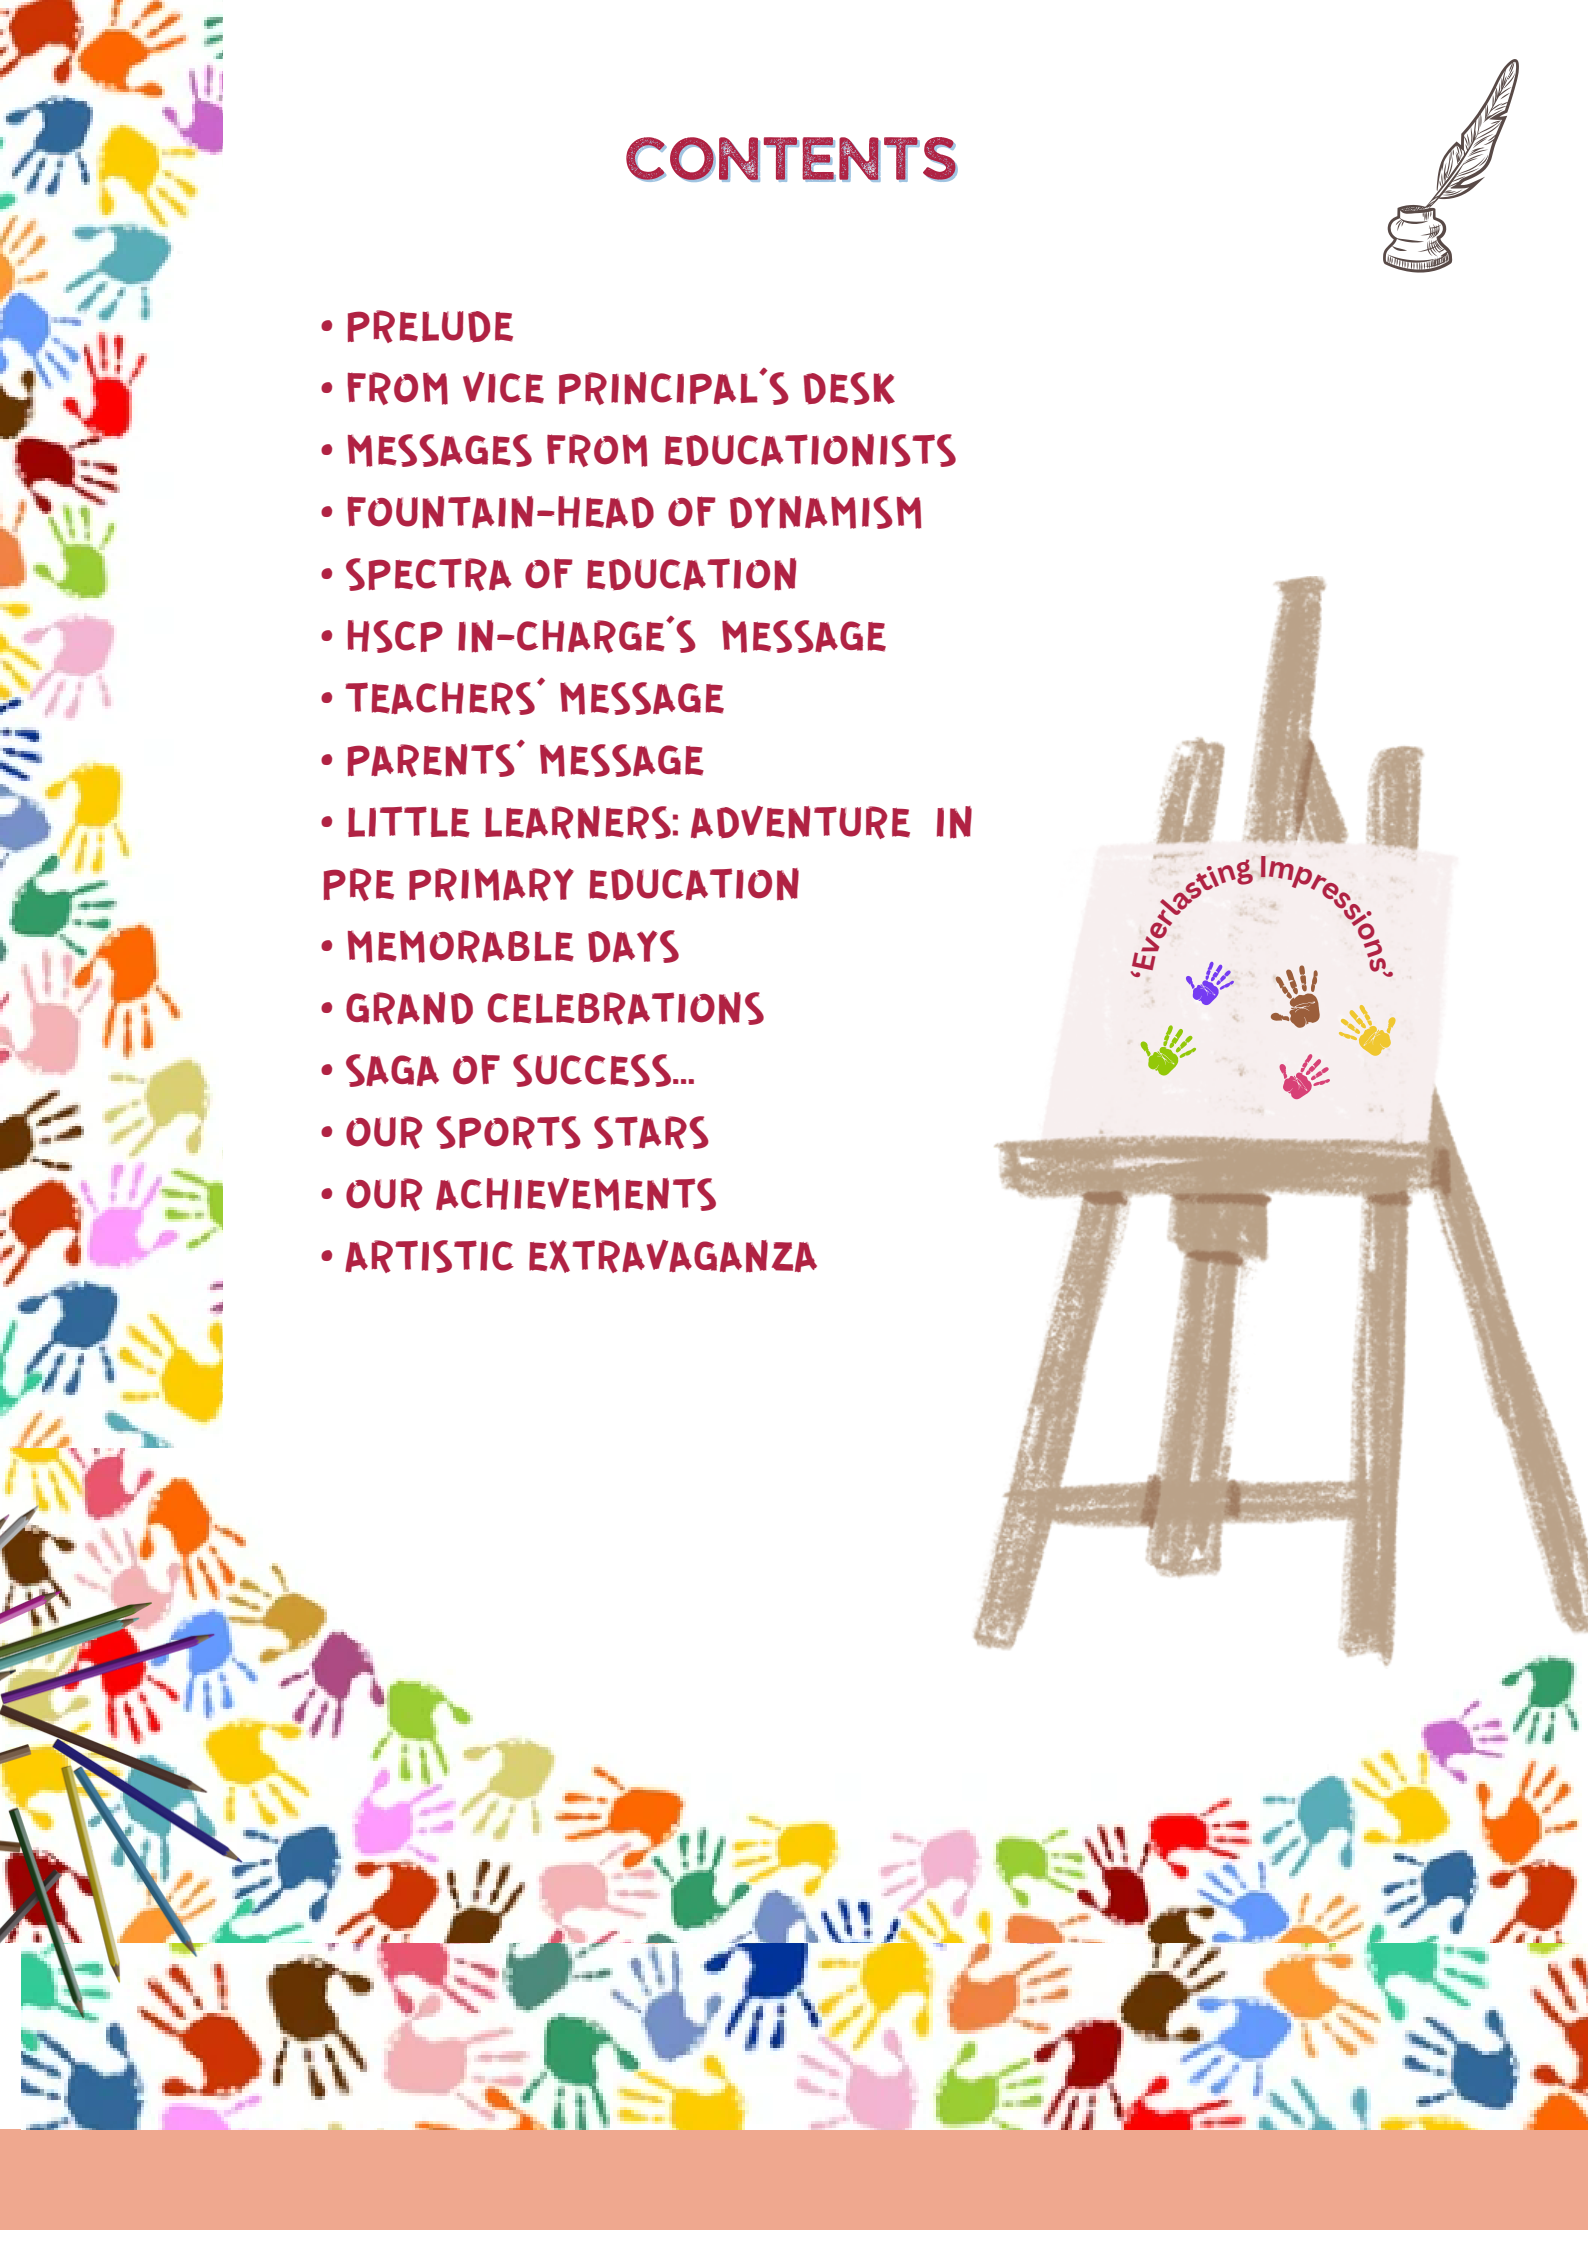 CONTENTS
• PRELUDE
• FROM VICE PRINCIPAL'S DESK
• MESSAGES FROM EDUCATIONISTS
• FOUNTAIN-HEAD OF DYNAMISM
• SPECTRA OF EDUCATION
• HSCP IN-CHARGE'S  MESSAGE
• TEACHERS' MESSAGE
• PARENTS' MESSAGE
• LITTLE LEARNERS: ADVENTURE  IN
PRE PRIMARY EDUCATION
• MEMORABLE DAYS
• GRAND CELEBRATIONS
• SAGA OF SUCCESS...
• OUR SPORTS STARS
• OUR ACHIEVEMENTS
• ARTISTIC EXTRAVAGANZA
‘Everlasting Impressions’